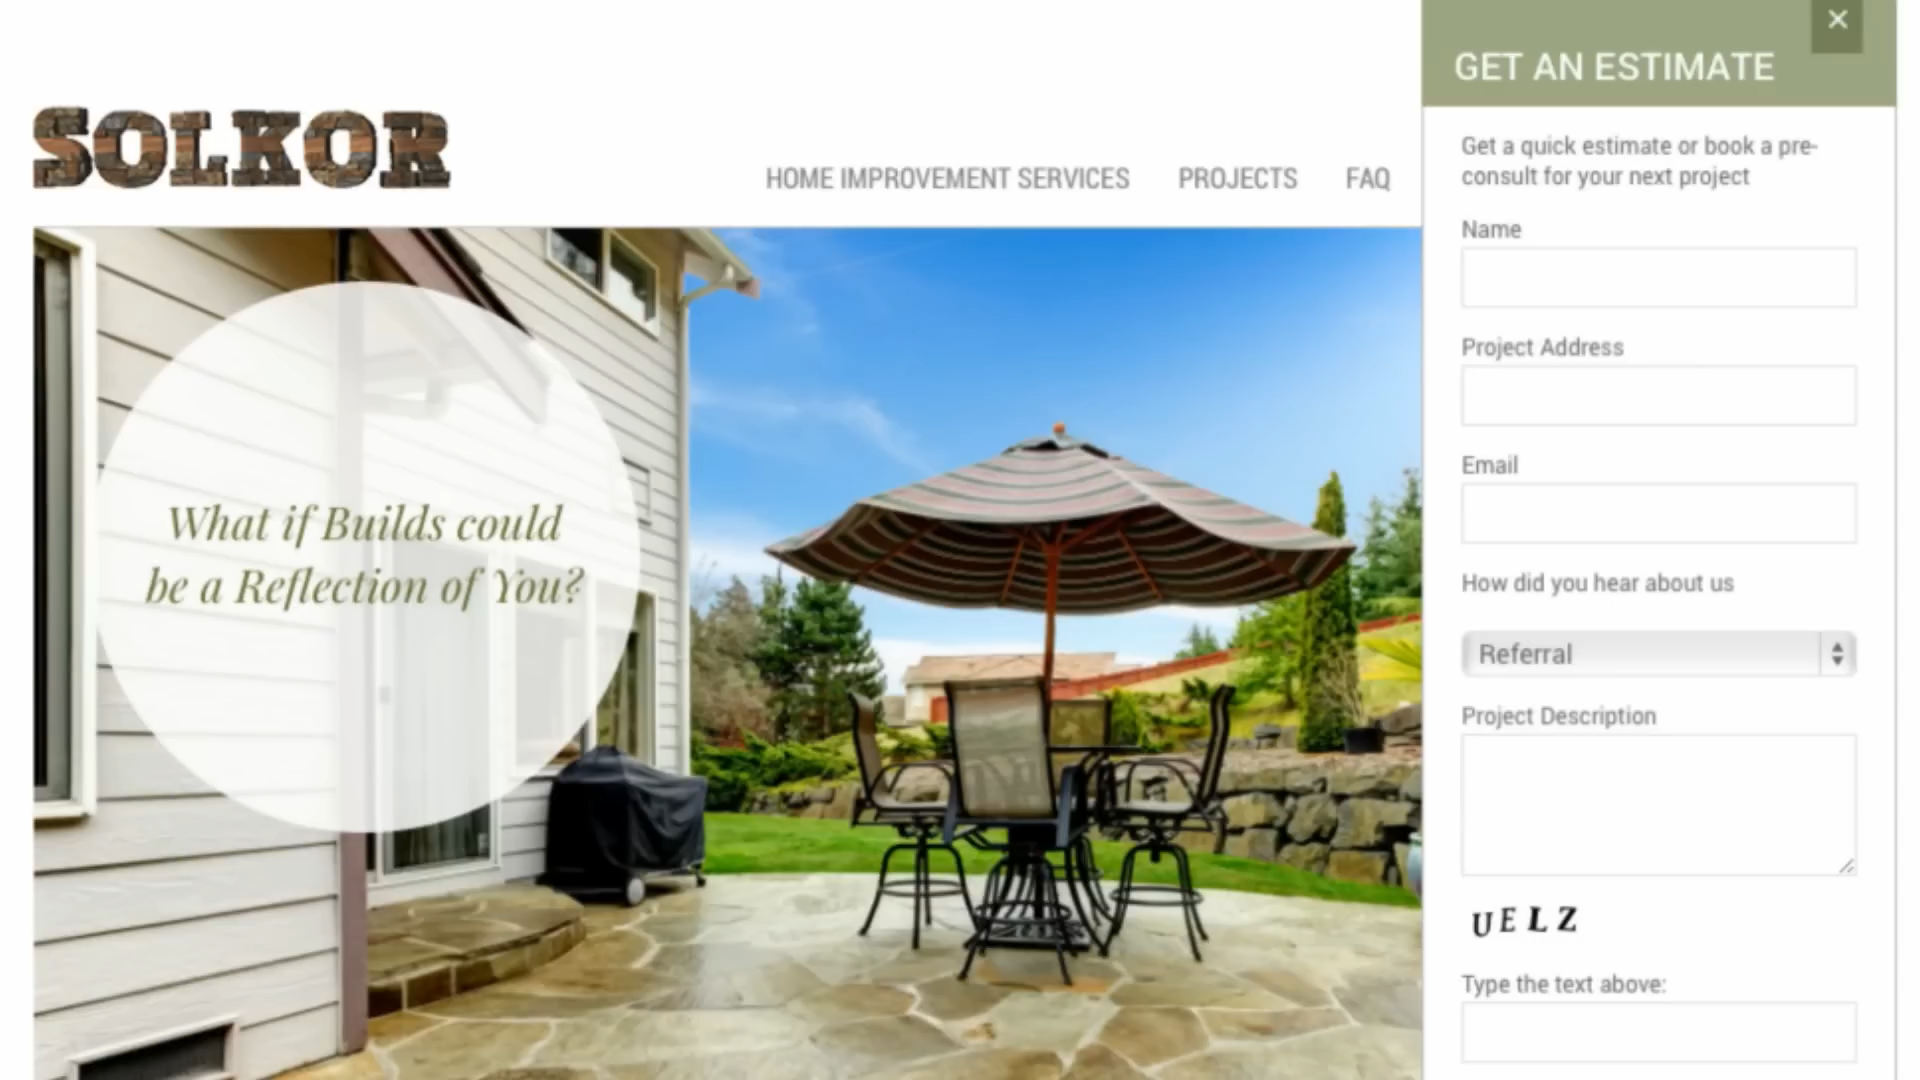 SOLKOR
HOME IMPROVEMENT SERVICES
PROJECTS
FAQ
What if Builds could
be a Reflection of You?
×
GET AN ESTIMATE
Get a quick estimate or book a pre-
consult for your next project
Name
Project Address
Email
How did you hear about us
Referral
Project Description
UELZ
Type the text above: